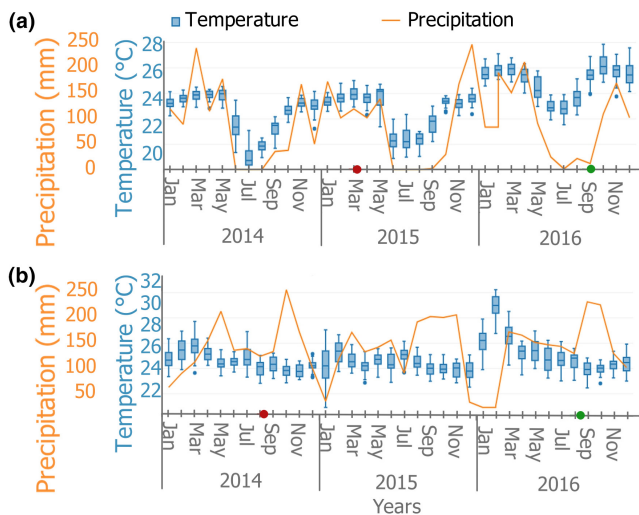 Temperature
Precipitation
(a)
Precipitation (mm)
Temperature (°C)
250
200
150
100
50
0
28
26
24
22
20
Jan
Mar
May
Jul
Sep
Nov
Jan
Mar
May
Jul
Sep
Nov
Jan
Mar
May
Jul
Sep
Nov
2014
2015
2016
(b)
Precipitation (mm)
Temperature (°C)
250
200
150
100
50
32
30
28
26
24
22
Jan
Mar
May
Jul
Sep
Nov
Jan
Mar
May
Jul
Sep
Nov
Jan
Mar
May
Jul
Sep
Nov
2014
2015
2016
Years